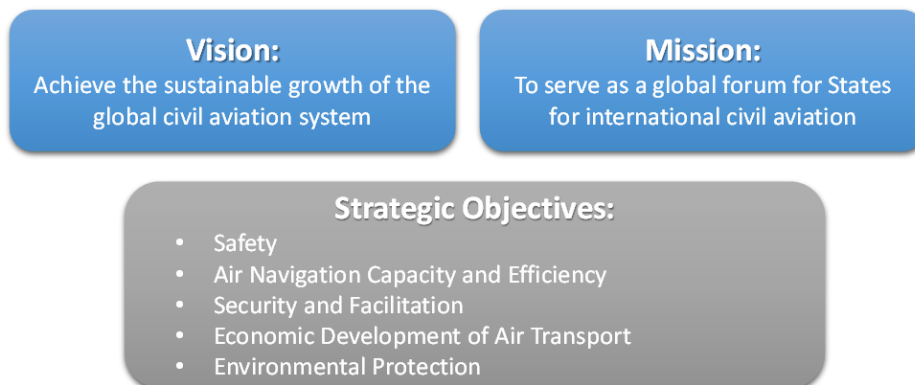 Vision:
Achieve the sustainable growth of the
global civil aviation system
Mission:
To serve as a global forum for States
for international civil aviation
Strategic Objectives:
• Safety
• Air Navigation Capacity and Efficiency
• Security and Facilitation
• Economic Development of Air Transport
• Environmental Protection